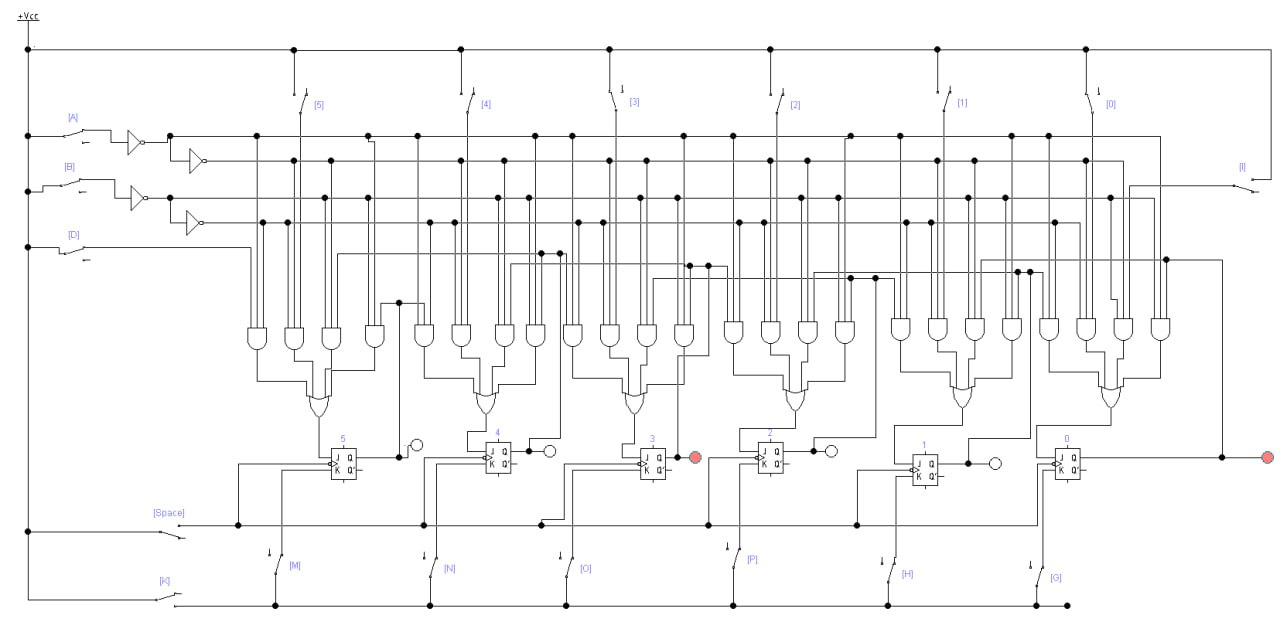 +Vcc
[5]
[4]
[3]
[2]
[1]
[0]
[A]
[B]
[I]
[D]
5
J Q
K Q'
4
J Q
K Q'
3
J Q
K Q'
2
J Q
K Q'
1
J Q
K Q'
0
J Q
K Q'
[Space]
[M]
[N]
[O]
[P]
[H]
[G]
[K]